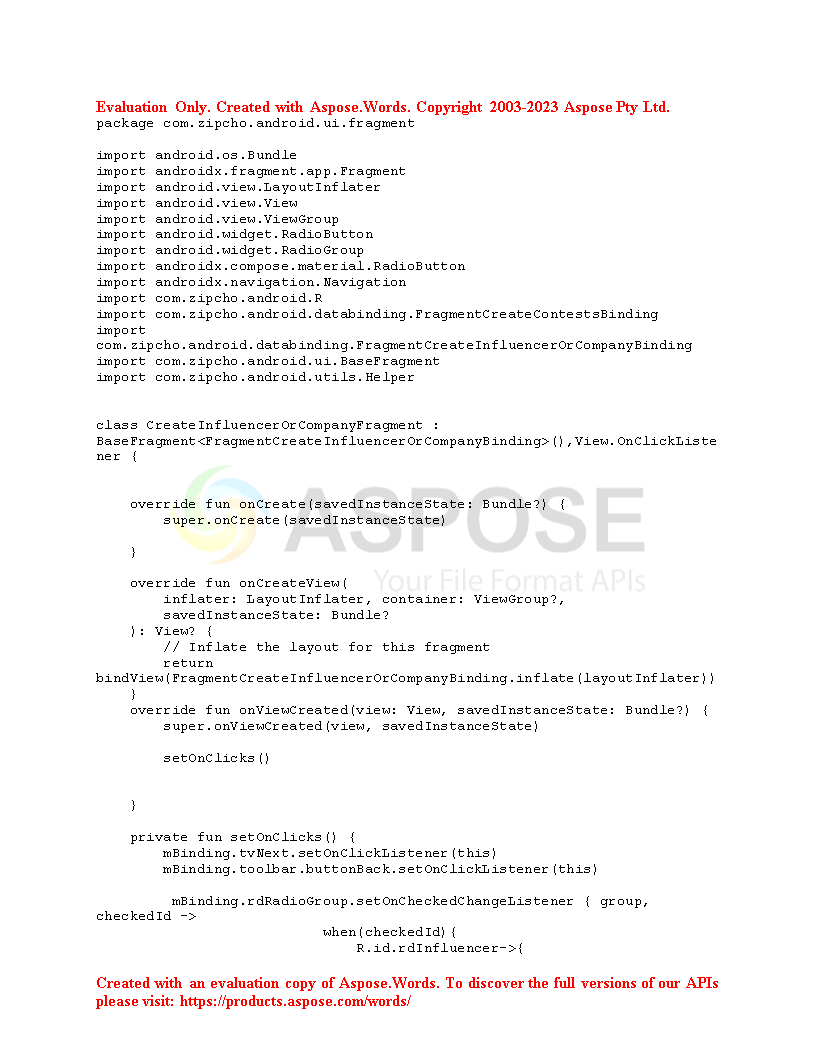 Evaluation Only. Created with Aspose.Words. Copyright 2003-2023 Aspose Pty Ltd.
package com.zipcho.android.ui.fragment
import android.os.Bundle
import androidx.fragment.app.Fragment
import android.view.LayoutInflater
import android.view.View
import android.view.ViewGroup
import android.widget.RadioButton
import android.widget.RadioGroup
import androidx.compose.material.RadioButton
import androidx.navigation.Navigation
import com.zipcho.android.R
import com.zipcho.android.databinding.FragmentCreateContestsBinding
import
com.zipcho.android.databinding.FragmentCreateInfluencerOrCompanyBinding
import com.zipcho.android.ui.BaseFragment
import com.zipcho.android.utils.Helper
class CreateInfluencerOrCompanyFragment :
BaseFragment<FragmentCreateInfluencerOrCompanyBinding>(),View.OnClickListe
ner {
override fun onCreate(savedInstanceState: Bundle?) {
super.onCreate(savedInstanceState)
ASPOSE
}
Your File Format APIs
override fun onCreateView(
inflater: LayoutInflater, container: ViewGroup?,
savedInstanceState: Bundle?
): View? {
// Inflate the layout for this fragment
return
bindView(FragmentCreateInfluencerOrCompanyBinding.inflate(layoutInflater))
}
override fun onViewCreated(view: View, savedInstanceState: Bundle?) {
super.onViewCreated(view, savedInstanceState)
setOnClicks()
}
private fun setOnClicks() {
mBinding.tvNext.setOnClickListener(this)
mBinding.toolbar.buttonBack.setOnClickListener(this)
mBinding.rdRadioGroup.setOnCheckedChangeListener { group,
checkedId ->
when(checkedId){
R.id.rdInfluencer->{
Created with an evaluation copy of Aspose.Words. To discover the full versions of our APIs
please visit: https://products.aspose.com/words/